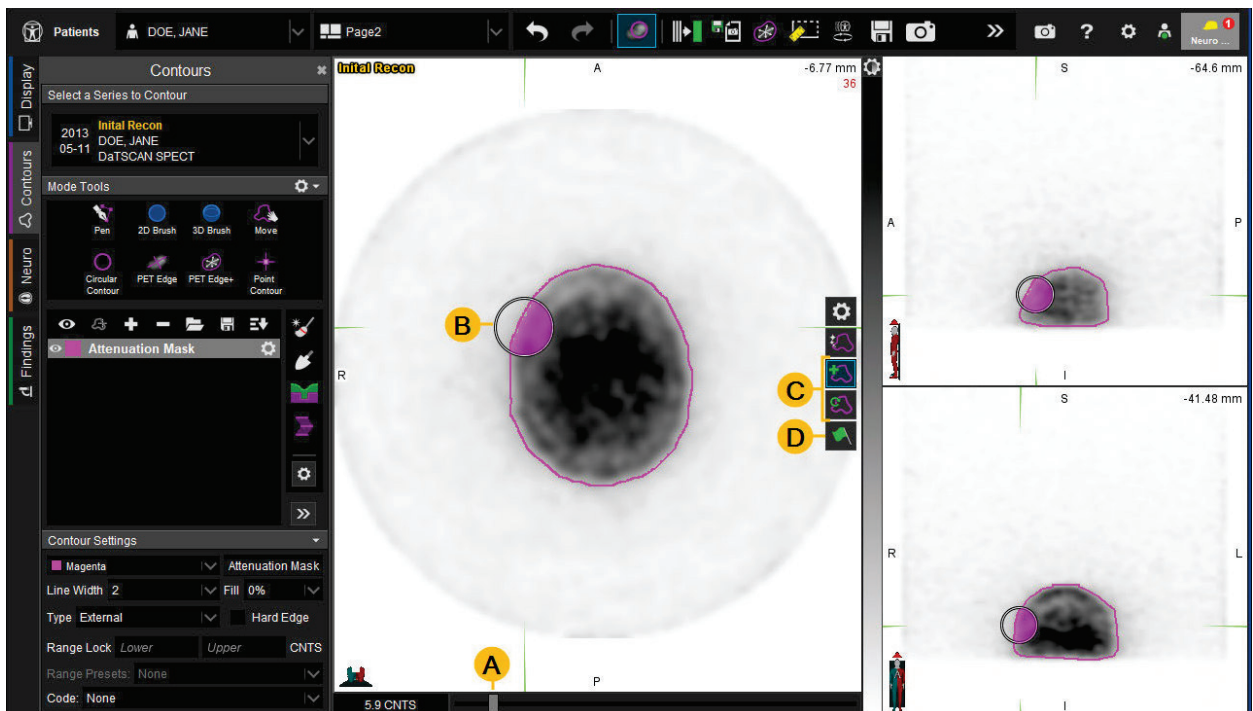 Patients DOE, JANE Page2 Neuro ... 1
Display
Contours
Neuro
Findings
Contours
Select a Series to Contour
2013
05-11
Inital Recon
DOE, JANE
DaTSCAN SPECT
Mode Tools
Pen 2D Brush 3D Brush Move
Circular Contour PET Edge PET Edge+ Point Contour
Attenuation Mask
Contour Settings
Magenta Attenuation Mask
Line Width 2 Fill 0%
Type External Hard Edge
Range Lock Lower Upper CNTS
Range Presets: None
Code: None
Inital Recon A -6.77 mm
36
B
R
C
D
P
A
5.9 CNTS
S -64.6 mm
A P
I
S -41.48 mm
R L
I
A